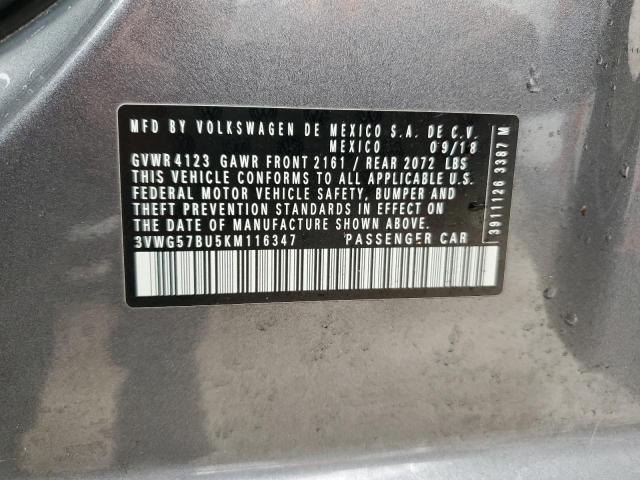 MFD BY VOLKSWAGEN DE MEXICO S.A. DE C.V.
MEXICO 09/18
GVWR 4123 GAWR FRONT 2161 / REAR 2072 LBS
THIS VEHICLE CONFORMS TO ALL APPLICABLE U.S.
FEDERAL MOTOR VEHICLE SAFETY, BUMPER AND
THEFT PREVENTION STANDARDS IN EFFECT ON
THE DATE OF MANUFACTURE SHOWN ABOVE.
3VWG57BU5KM116347 PASSENGER CAR
3911126 3387 M